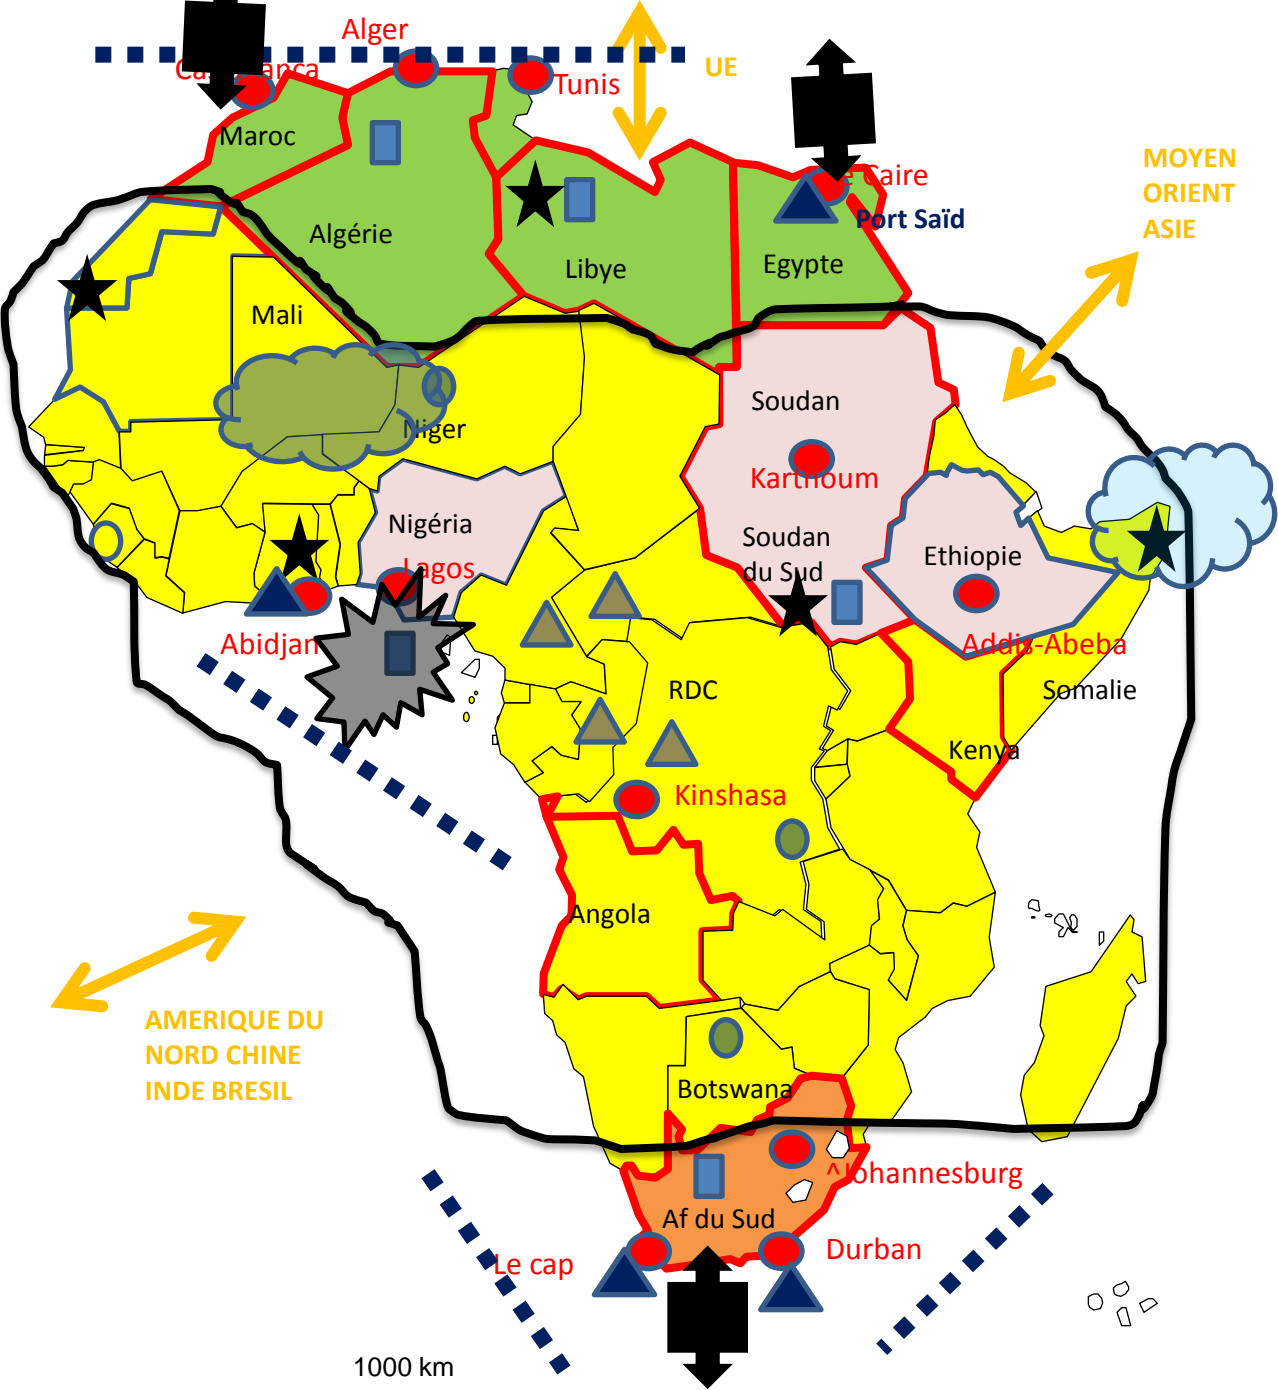 Alger
UE
Casablanca
Tunis
Maroc
MOYEN
ORIENT
ASIE
Caire
Port Saïd
Algérie
Libye
Egypte
Mali
Soudan
Niger
Karthoum
Nigéria
Soudan
du Sud
Ethiopie
Lagos
Abidjan
Addis-Abeba
RDC
Somalie
Kenya
Kinshasa
Angola
AMERIQUE DU
NORD CHINE
INDE BRESIL
Botswana
^Johannesburg
Af du Sud
Durban
Le cap
1000 km